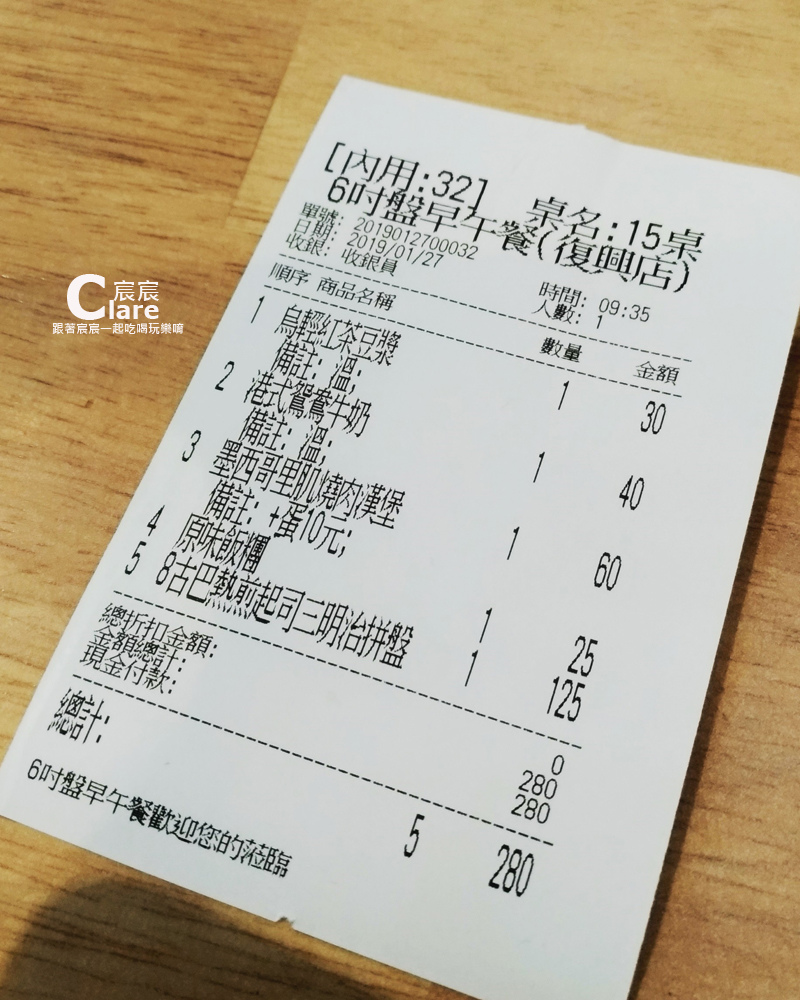 [內用:32] 桌名:15桌
6吋盤早午餐(復興店)
單號: 2019012700032
日期: 2019/01/27 時間: 09:35
收銀: 收銀員 人數: 1
順序 商品名稱 數量 金額
1 烏輕紅茶豆漿 1 30
備註: 溫;
2 港式鴛鴦牛奶 1 40
備註: 溫;
3 墨西哥里肌燒肉漢堡 1 60
備註: +蛋10元;
4 原味飯糰 1 25
5 8古巴熱煎起司三明治拼盤 1 125
總折扣金額: 0
金額總計: 280
現金付款: 280
總計: 5 280
6吋盤早午餐歡迎您的蒞臨
Clare 宸宸
跟著宸宸一起吃喝玩樂唷